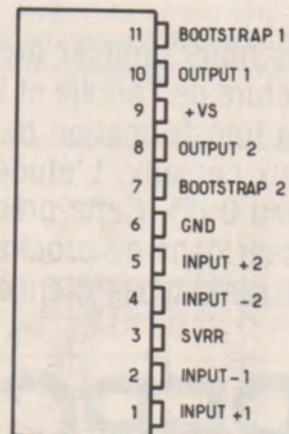 11 BOOTSTRAP 1
10 OUTPUT 1
9 +VS
8 OUTPUT 2
7 BOOTSTRAP 2
6 GND
5 INPUT +2
4 INPUT -2
3 SVRR
2 INPUT-1
1 INPUT +1